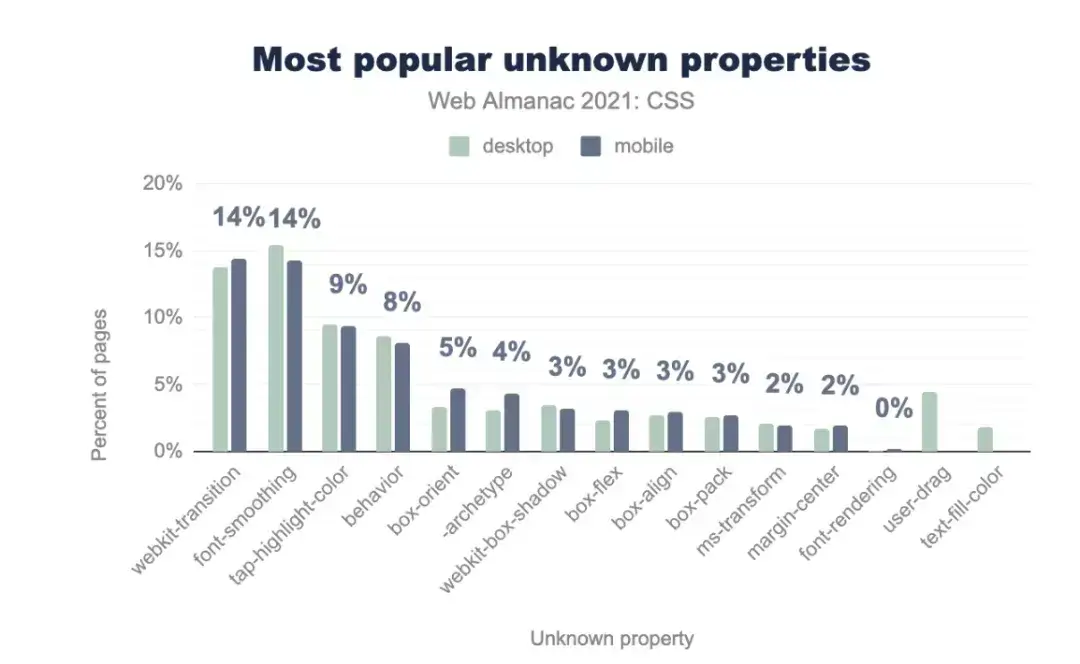 Most popular unknown properties
Web Almanac 2021: CSS
desktop mobile
20%
15%
10%
5%
0%
Percent of pages
14% 14% 9% 8% 5% 4% 3% 3% 3% 3% 2% 2% 0%
webkit-transition
font-smoothing
tap-highlight-color
behavior
box-orient
-archetype
webkit-box-shadow
box-flex
box-align
box-pack
ms-transform
margin-center
font-rendering
user-drag
text-fill-color
Unknown property